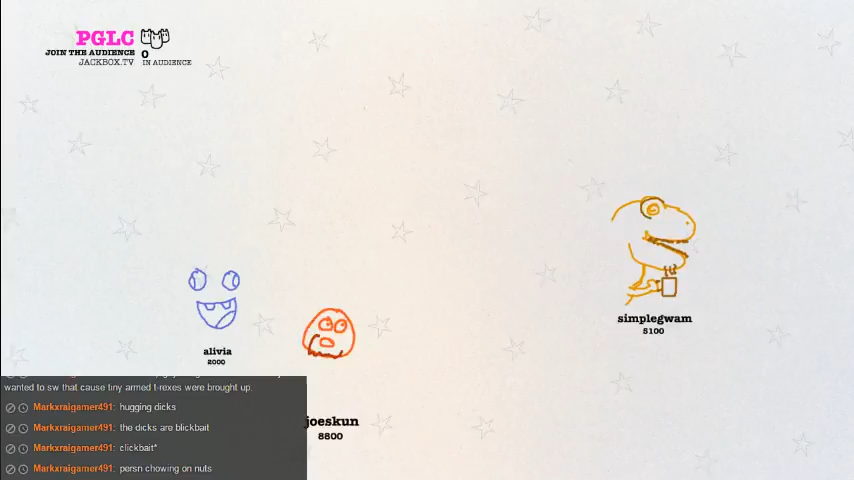 PGLC
JOIN THE AUDIENCE
JACKBOX.TV
0
IN AUDIENCE
simplegwam
5100
alivia
2000
joeskun
8800
wanted to sw that cause tiny armed t-rexes were brought up.
Markxraigamer491: hugging dicks
Markxraigamer491: the dicks are blickbait
Markxraigamer491: clickbait*
Markxraigamer491: persn chowing on nuts